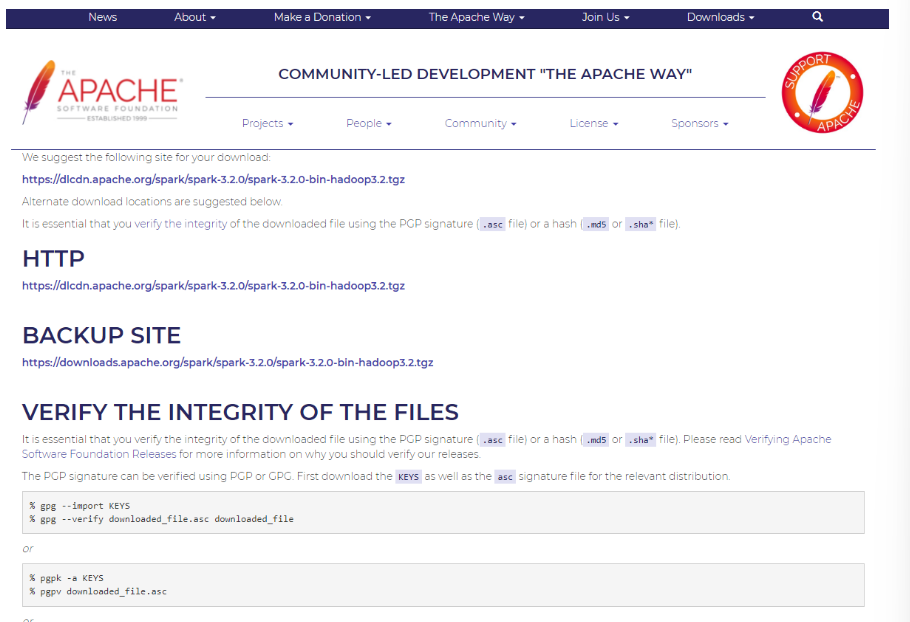 News About Make a Donation The Apache Way Join Us Downloads
THE
APACHE®
SOFTWARE FOUNDATION
ESTABLISHED 1999
COMMUNITY-LED DEVELOPMENT "THE APACHE WAY"
SUPPORT
APACHE
Projects People Community License Sponsors
We suggest the following site for your download:
https://dlcdn.apache.org/spark/spark-3.2.0/spark-3.2.0-bin-hadoop3.2.tgz
Alternate download locations are suggested below.
It is essential that you verify the integrity of the downloaded file using the PGP signature ( .asc file) or a hash ( .md5 or .sha* file).
HTTP
https://dlcdn.apache.org/spark/spark-3.2.0/spark-3.2.0-bin-hadoop3.2.tgz
BACKUP SITE
https://downloads.apache.org/spark/spark-3.2.0/spark-3.2.0-bin-hadoop3.2.tgz
VERIFY THE INTEGRITY OF THE FILES
It is essential that you verify the integrity of the downloaded file using the PGP signature ( .asc file) or a hash ( .md5 or .sha* file). Please read Verifying Apache
Software Foundation Releases for more information on why you should verify our releases.
The PGP signature can be verified using PGP or GPG. First download the KEYS as well as the asc signature file for the relevant distribution.
% gpg --import KEYS
% gpg --verify downloaded_file.asc downloaded_file
or
% pgpk -a KEYS
% pgpv downloaded_file.asc
or